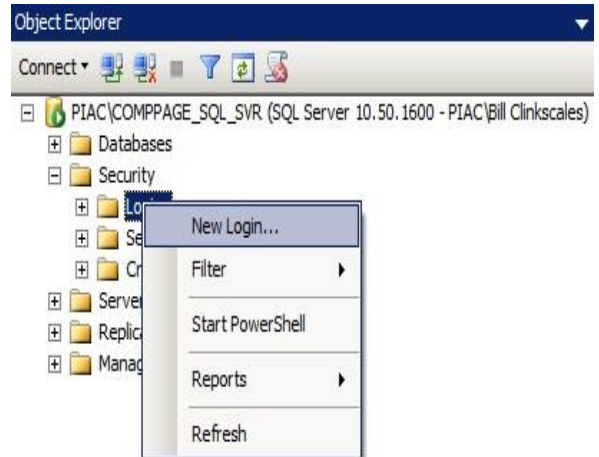 Object Explorer
Connect
PIAC\COMPPAGE_SQL_SVR (SQL Server 10.50.1600 - PIAC\Bill Clinkscales)
Databases
Security
New Login...
Filter
Start PowerShell
Reports
Refresh